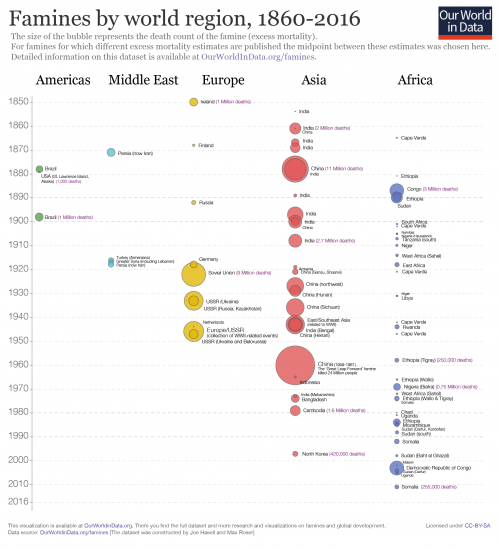 Famines by world region, 1860-2016
Our World
in Data
The size of the bubble represents the death count of the famine (excess mortality).
For famines for which different excess mortality estimates are published the midpoint between these estimates was chosen here.
Detailed information on this dataset is available at OurWorldInData.org/famines.
Americas
Middle East
Europe
Asia
Africa
1850
Ireland (1 Million deaths)
India
1860
India (2 Million deaths)
China
Cape Verde
India
Finland
India
1870
Persia (now Iran)
Brazil
China (11 Million deaths)
USA (St. Lawrence Island,
Alaska) (1,000 deaths)
India
Ethiopia
1880
Congo (3 Million deaths)
India
Ethiopia
1890
Russia
Sudan
Brazil (1 Million deaths)
India
India
China
South Africa
Cape Verde
1900
India (2.7 Million deaths)
Tanzania (south)
Niger
1910
West Africa (Sahel)
Turkey (Armenians)
Greater Syria (including Lebanon)
Persia (now Iran)
Germany
East Africa
Armenia
China (Gansu, Shaanxi)
Cape Verde
1920
Soviet Union (9 Million deaths)
China (northwest)
China (Hunan)
Niger
Libya
1930
USSR (Ukraine)
USSR (Russia, Kazakhstan)
China (Sichuan)
1940
Netherlands
Europe/USSR
(collection of WWII-related events)
USSR (Ukraine and Belorussia)
East/Southeast Asia
(related to WWII)
India (Bengal)
China (Henan)
Cape Verde
Rwanda
Cape Verde
1950
China (1958-1961)
The "Great Leap Forward" famine
killed 24 Million people
Ethiopia (Tigray) (250,000 deaths)
1960
Indonesia
Ethiopia (Wallo)
Nigeria (Biafra) (0.75 Million deaths)
1970
India (Maharashtra)
Bangladesh
West Africa (Sahel)
Ethiopia (Wallo & Tigray)
Somalia
Cambodia (1.6 Million deaths)
1980
Chad
Uganda
Ethiopia
Mozambique
Sudan (Darfur, Kordofan)
Sudan (south)
1990
Somalia
North Korea (420,000 deaths)
Sudan (Bahr el Ghazal)
2000
Malawi
Democratic Republic of Congo
Sudan (Darfur)
Uganda
2010
Somalia (255,000 deaths)
2016
This visualization is available at OurWorldInData.org. There you find the full dataset and more research and visualizations on famines and global development.
Licensed under CC-BY-SA
Data source: OurWorldInData.org/famines [The dataset was constructed by Joe Hasell and Max Roser]